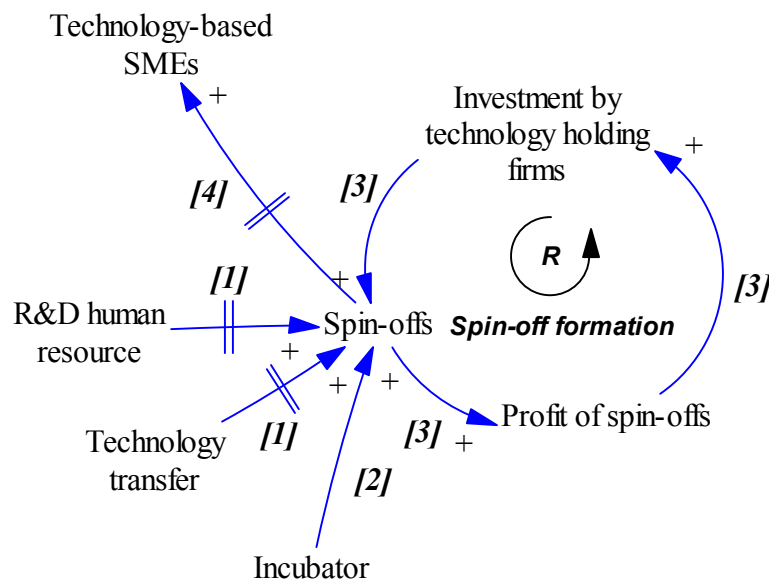 Technology-based
SMEs
+
Investment by
technology holding
firms
+
[4]
[3]
R
[3]
[1]
+
R&D human
resource
Spin-offs
Spin-off formation
+
+
+
[1]
[3]
+
Profit of spin-offs
Technology
transfer
[2]
Incubator